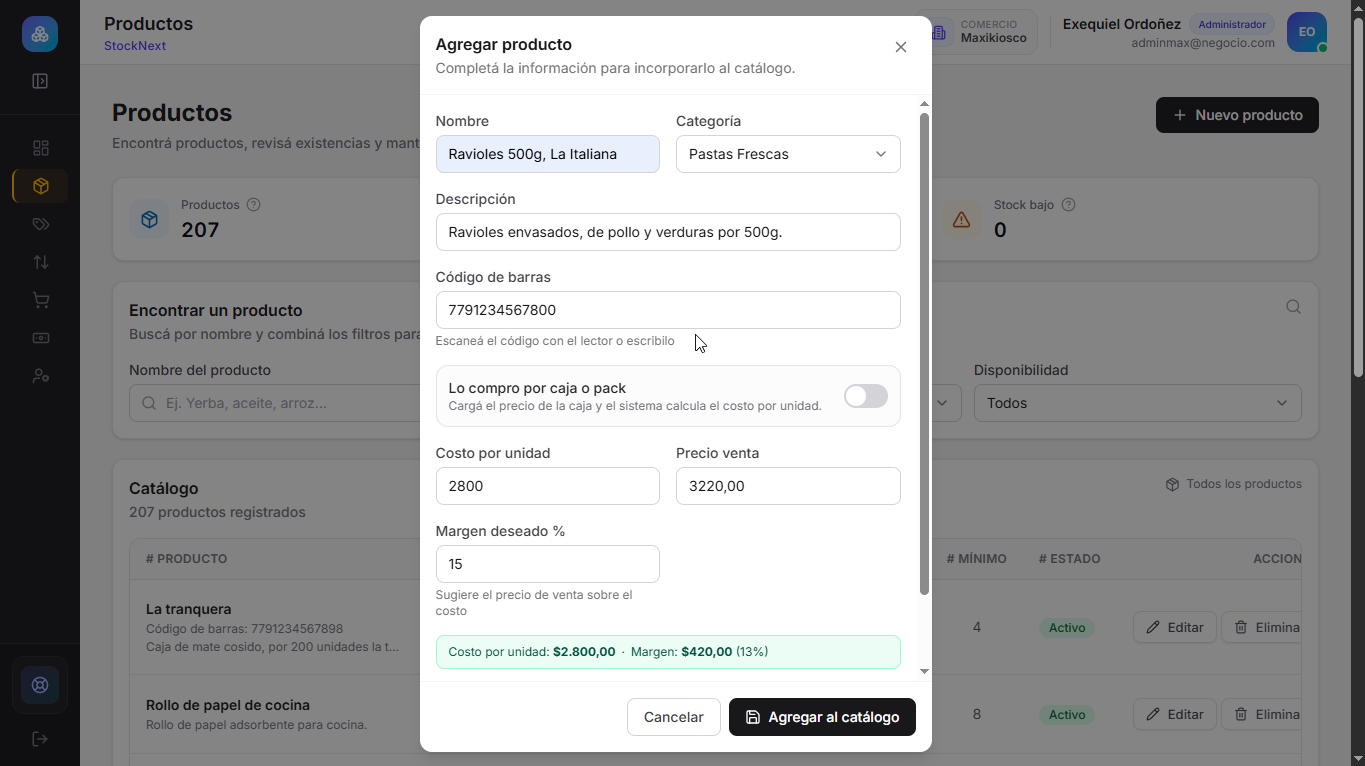 Productos
StockNext
COMERCIO
Maxikiosco
Exequiel Ordoñez
Administrador
adminmax@negocio.com
EO
Productos
Encontrá productos, revisá existencias y mant
Nuevo producto
Productos
207
Stock bajo
0
Encontrar un producto
Buscá por nombre y combiná los filtros para
Nombre del producto
Ej. Yerba, aceite, arroz...
Disponibilidad
Todos
Catálogo
207 productos registrados
Todos los productos
# PRODUCTO
# MÍNIMO
# ESTADO
ACCION
La tranquera
Código de barras: 7791234567898
Caja de mate cosido, por 200 unidades la t...
4
Activo
Editar
Elimina
Rollo de papel de cocina
Rollo de papel adsorbente para cocina.
8
Activo
Editar
Elimina
Agregar producto
Completá la información para incorporarlo al catálogo.
Nombre
Categoría
Ravioles 500g, La Italiana
Pastas Frescas
Descripción
Ravioles envasados, de pollo y verduras por 500g.
Código de barras
7791234567800
Escaneá el código con el lector o escribilo
Lo compro por caja o pack
Cargá el precio de la caja y el sistema calcula el costo por unidad.
Costo por unidad
Precio venta
2800
3220,00
Margen deseado %
15
Sugiere el precio de venta sobre el
costo
Costo por unidad: $2.800,00 · Margen: $420,00 (13%)
Cancelar
Agregar al catálogo